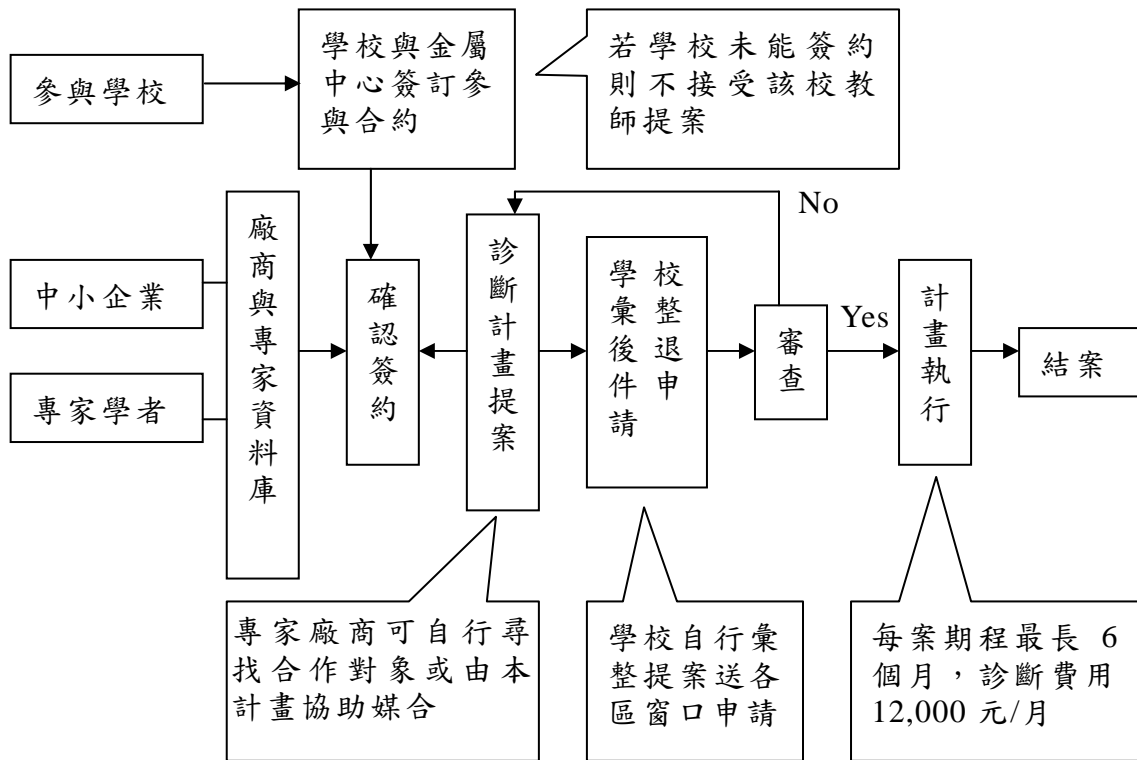 參與學校
學校與金屬
中心簽訂參
與合約
若學校未能簽約
則不接受該校教
師提案
No
中小企業
專家學者
廠商與專家資料庫
確認簽約
診斷計畫提案
學校
彙整
後退
件申
請
審查
Yes
計畫執行
結案
專家廠商可自行尋
找合作對象或由本
計畫協助媒合
學校自行彙
整提案送各
區窗口申請
每案期程最長 6
個月，診斷費用
12,000 元/月